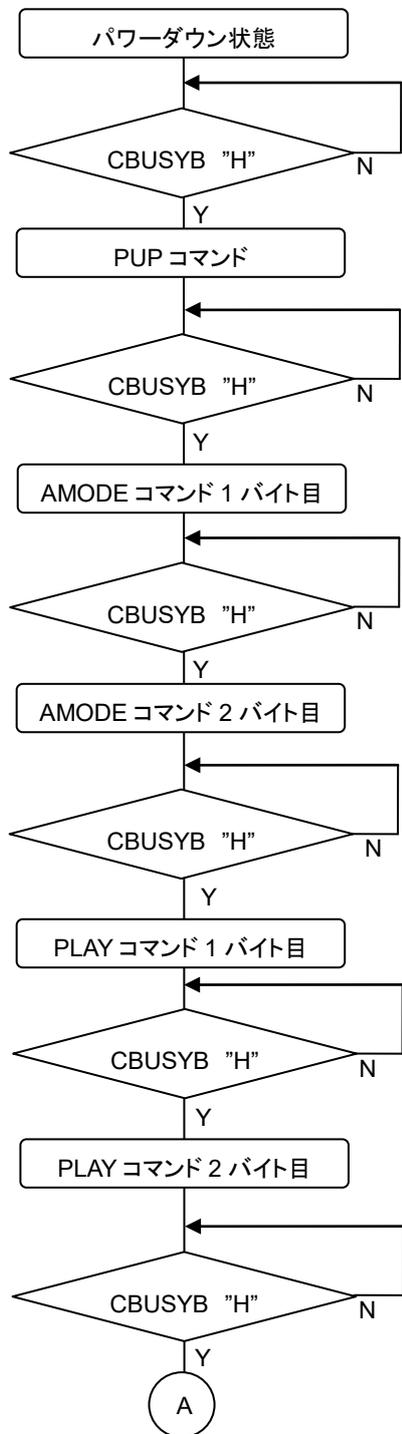 パワーダウン状態
CBUSYB ”H”
N
Y
PUP コマンド
CBUSYB ”H”
N
Y
AMODE コマンド 1 バイト目
CBUSYB ”H”
N
Y
AMODE コマンド 2 バイト目
CBUSYB ”H”
N
Y
PLAY コマンド 1 バイト目
CBUSYB ”H”
N
Y
PLAY コマンド 2 バイト目
CBUSYB ”H”
N
Y
A